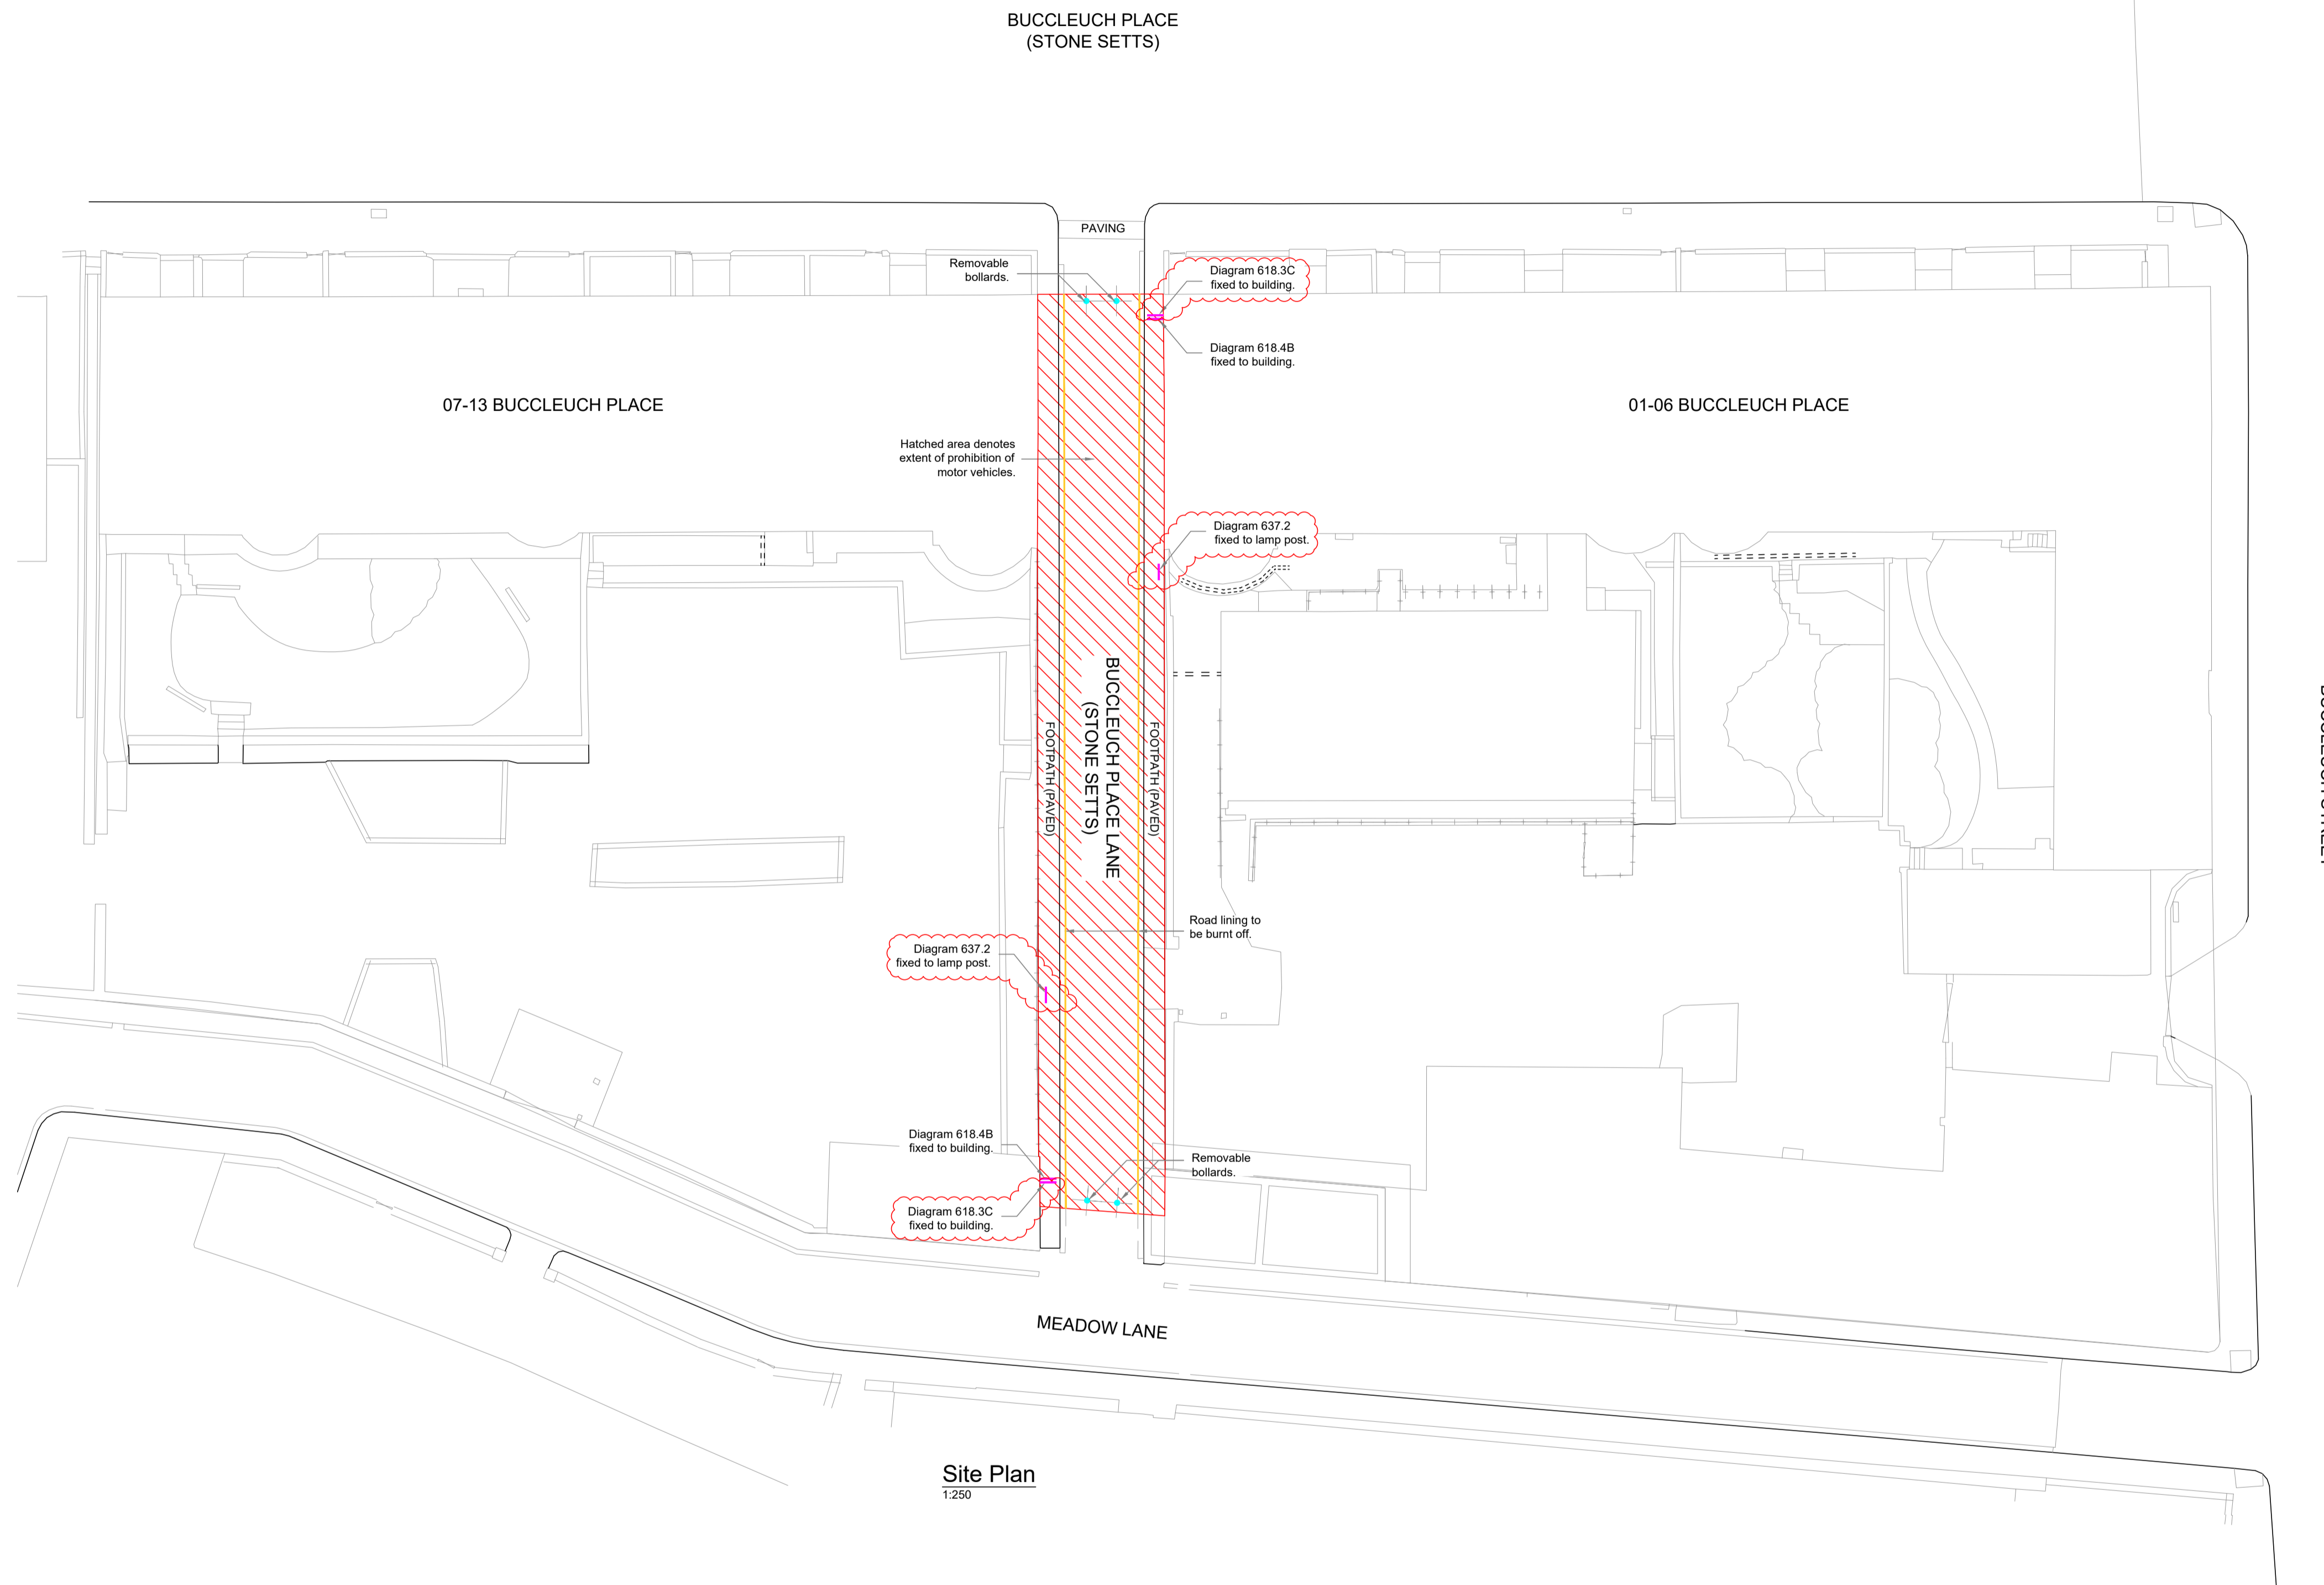 BUCCLEUCH PLACE
(STONE SETTS)
PAVING
Removable
bollards.
Diagram 618.3C
fixed to building.
Diagram 618.4B
fixed to building.
07-13 BUCCLEUCH PLACE
01-06 BUCCLEUCH PLACE
Hatched area denotes
extent of prohibition of
motor vehicles.
Diagram 637.2
fixed to lamp post.
BUCCLEUCH PLACE LANE
(STONE SETTS)
FOOTPATH (PAVED)
FOOTPATH (PAVED)
BUCCLEUCH STREET
Road lining to
be burnt off.
Diagram 637.2
fixed to lamp post.
Diagram 618.4B
fixed to building.
Removable
bollards.
Diagram 618.3C
fixed to building.
MEADOW LANE
Site Plan
1:250